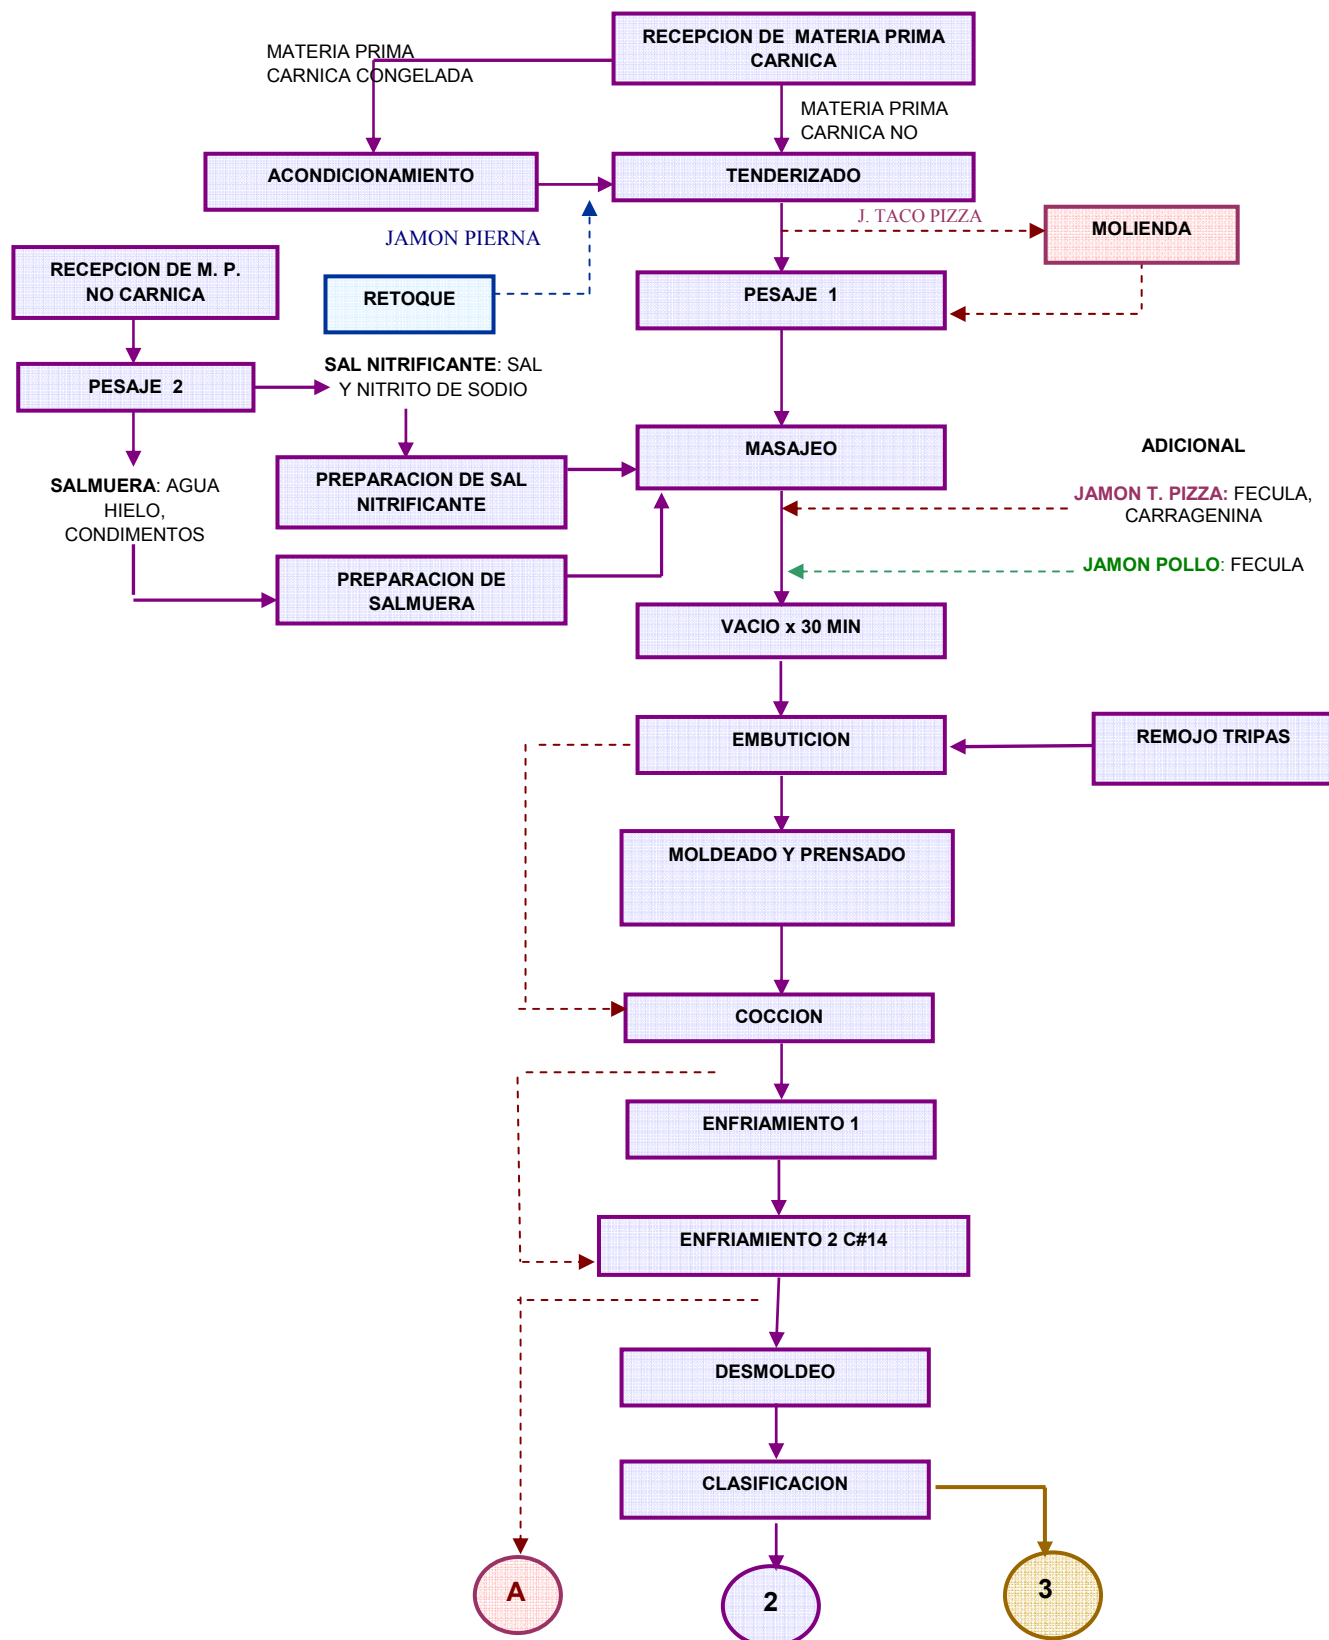 RECEPCION DE MATERIA PRIMA
CARNICA
MATERIA PRIMA
CARNICA CONGELADA
MATERIA PRIMA
CARNICA NO
ACONDICIONAMIENTO
TENDERIZADO
J. TACO PIZZA
MOLIENDA
JAMON PIERNA
RECEPCION DE M. P.
NO CARNICA
RETOQUE
PESAJE 1
SAL NITRIFICANTE: SAL
Y NITRITO DE SODIO
PESAJE 2
MASAJEO
ADICIONAL
PREPARACION DE SAL
NITRIFICANTE
SALMUERA: AGUA
HIELO,
CONDIMENTOS
JAMON T. PIZZA: FECULA,
CARRAGENINA
JAMON POLLO: FECULA
PREPARACION DE
SALMUERA
VACIO x 30 MIN
EMBUTICION
REMOJO TRIPAS
MOLDEADO Y PRENSADO
COCCION
ENFRIAMIENTO 1
ENFRIAMIENTO 2 C#14
DESMOLDEO
CLASIFICACION
A
2
3